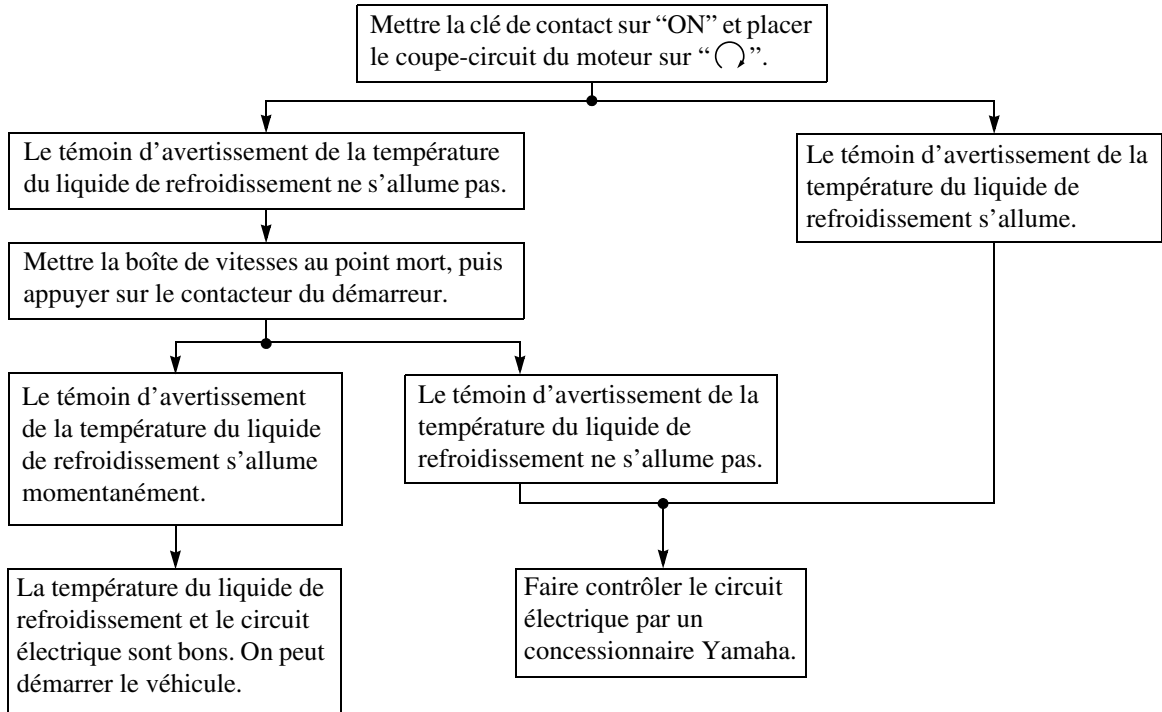 Mettre la clé de contact sur “ON” et placer
le coupe-circuit du moteur sur “ ”.
Le témoin d’avertissement de la température
du liquide de refroidissement ne s’allume pas.
Le témoin d’avertissement de la
température du liquide de
refroidissement s’allume.
Mettre la boîte de vitesses au point mort, puis
appuyer sur le contacteur du démarreur.
Le témoin d’avertissement
de la température du liquide
de refroidissement s’allume
momentanément.
Le témoin d’avertissement de la
température du liquide de
refroidissement ne s’allume pas.
La température du liquide de
refroidissement et le circuit
électrique sont bons. On peut
démarrer le véhicule.
Faire contrôler le circuit
électrique par un
concessionnaire Yamaha.